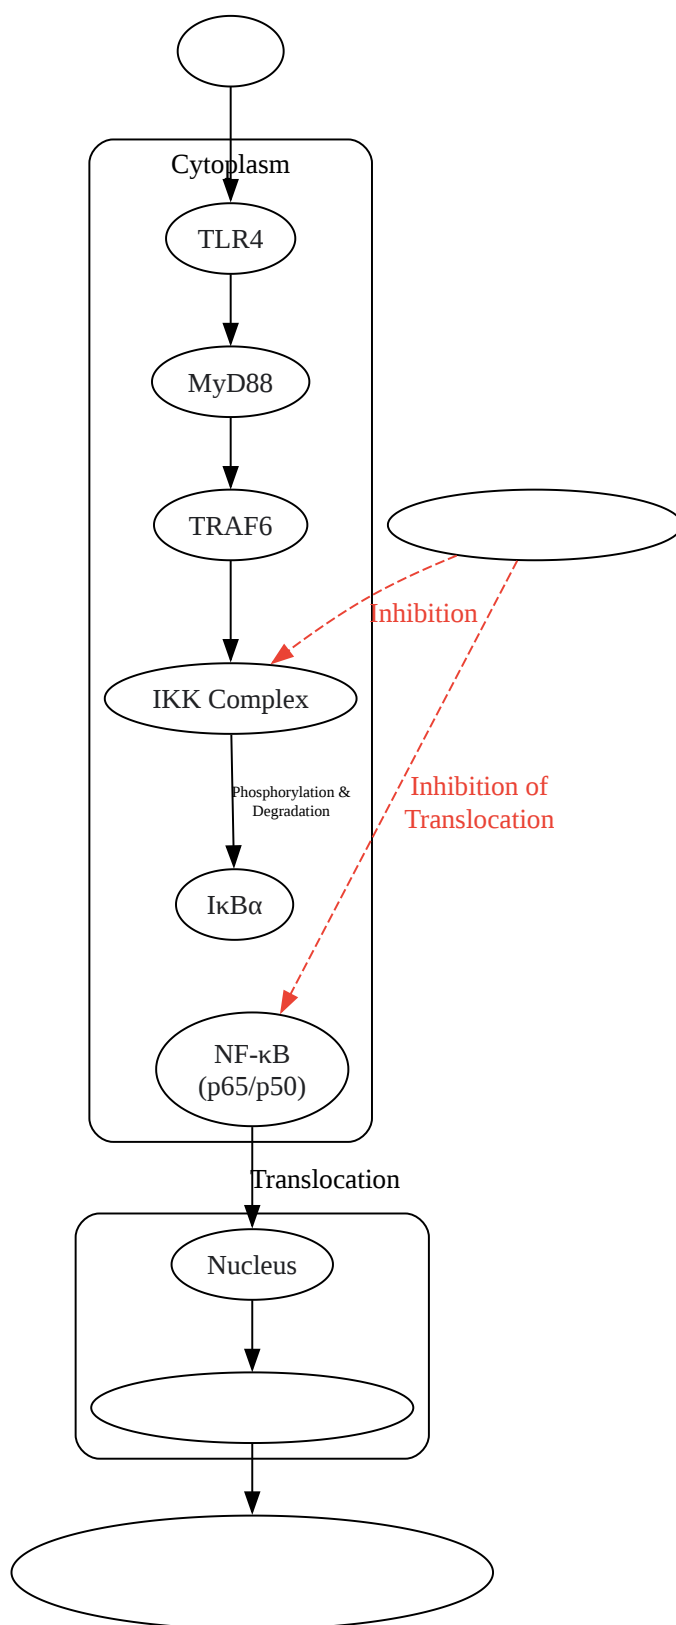 Cytoplasm
TLR4
MyD88
TRAF6
Inhibition
IKK Complex
Phosphorylation &
Degradation
Inhibition of
Translocation
IκBα
NF-κB
(p65/p50)
Translocation
Nucleus